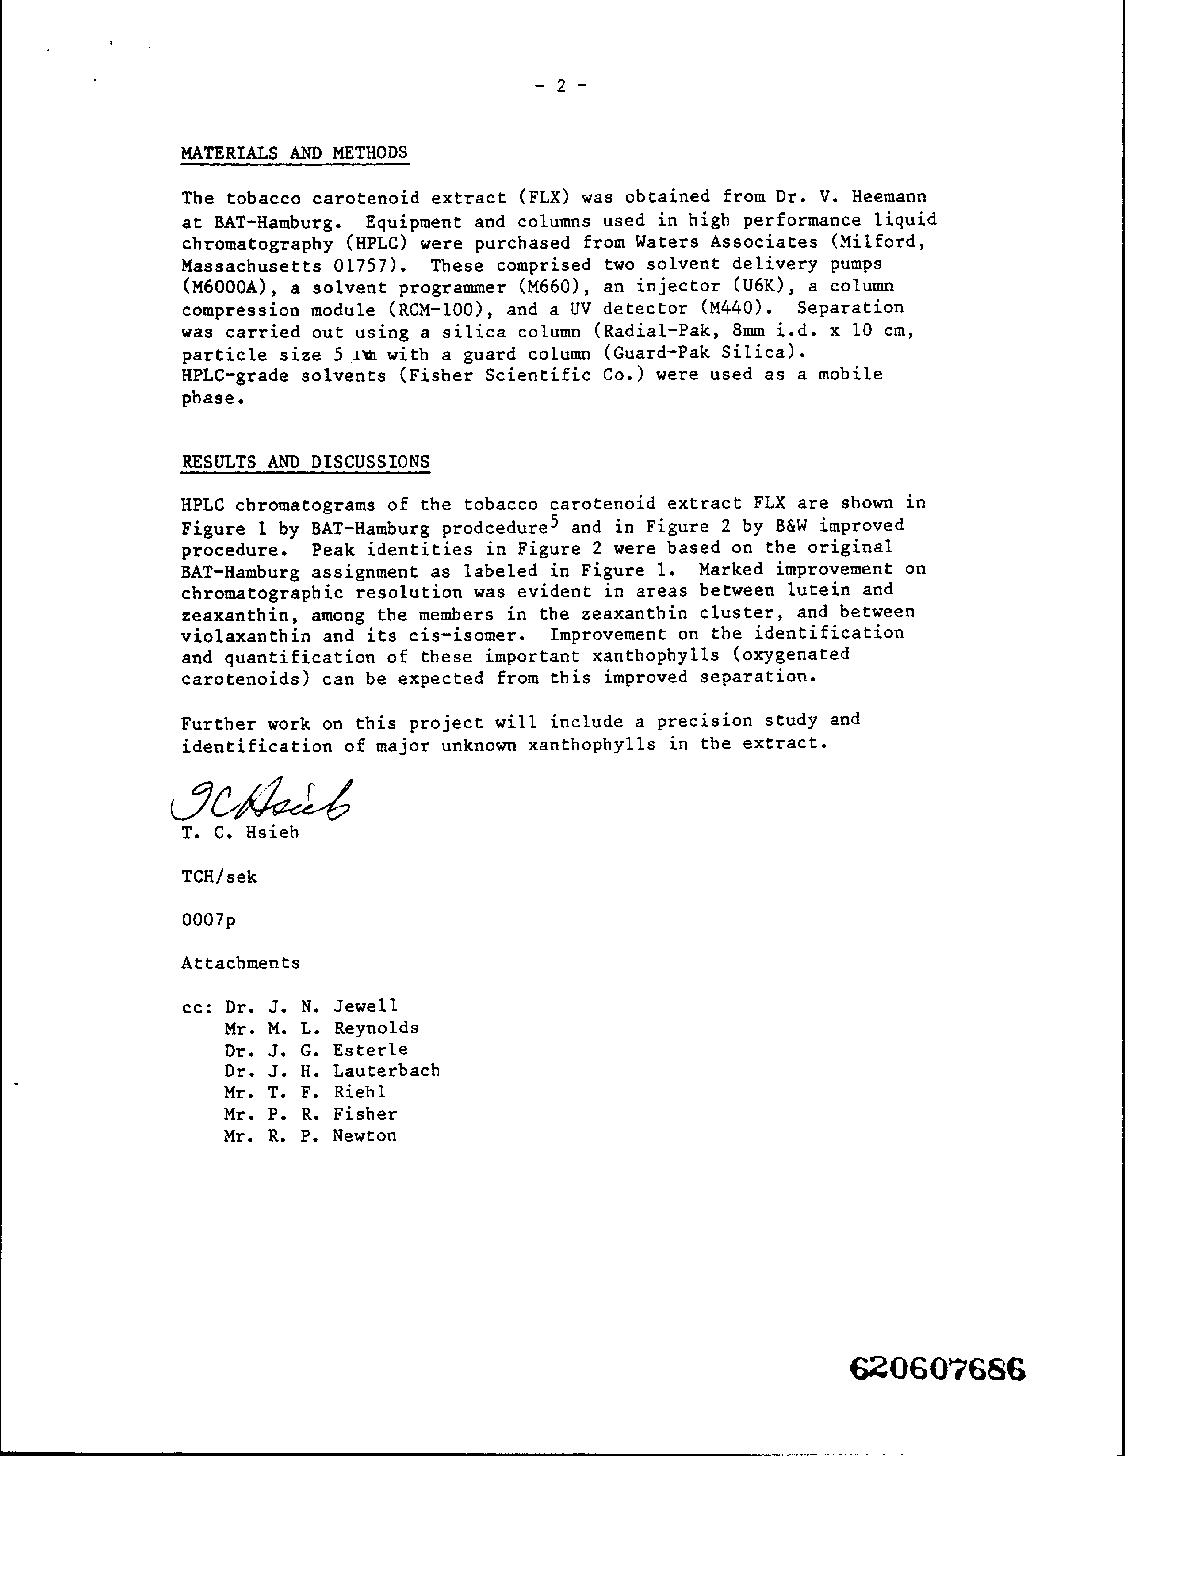 - 2 -
MATERIALS AND METHODS
The tobacco carotenoid extract (FLX) was obtained from Dr. V. Heemann
at BAT-Hamburg. Equipment and columns used in high performance liquid
chromatography (HPLC) were purchased from Waters Associates (Milford,
Massachusetts 01757). These comprised two solvent delivery pumps
(M6000A), a solvent programmer (M660), an injector (U6K), a column
compression module (RCM-100), and a UV detector (M440). Separation
was carried out using a silica column (Radial-Pak, 8mm i.d. x 10 cm,
particle size 5 with a guard column (Guard-Pak Silica).
HPLC-grade solvents (Fisher Scientific Co.) were used as a mobile
phase.
RESULTS AND DISCUSSIONS
HPLC chromatograms of the tobacco carotenoid extract FLX are shown in
Figure 1 by BAT-Hamburg prodcedure5 and in Figure 2 by B&W improved
procedure. Peak identities in Figure 2 were based on the original
BAT-Hamburg assignment as labeled in Figure 1. Marked improvement on
chromatographic resolution was evident in areas between lutein and
zeaxanthin, among the members in the zeaxanthin cluster, and between
violaxanthin and its cis-isomer. Improvement on the identification
and quantification of these important xanthophylls (oxygenated
carotenoids) can be expected from this improved separation.
Further work on this project will include a precision study and
identification of major unknown xanthophylls in the extract.
T C Hsieh
T. C. Hsieh
TCH/sek
0007p
Attachments
cc: Dr. J. N. Jewell
Mr. M. L. Reynolds
Dr. J. G. Esterle
Dr. J. H. Lauterbach
Mr. T. F. Riehl
Mr. P. R. Fisher
Mr. R. P. Newton
620607686